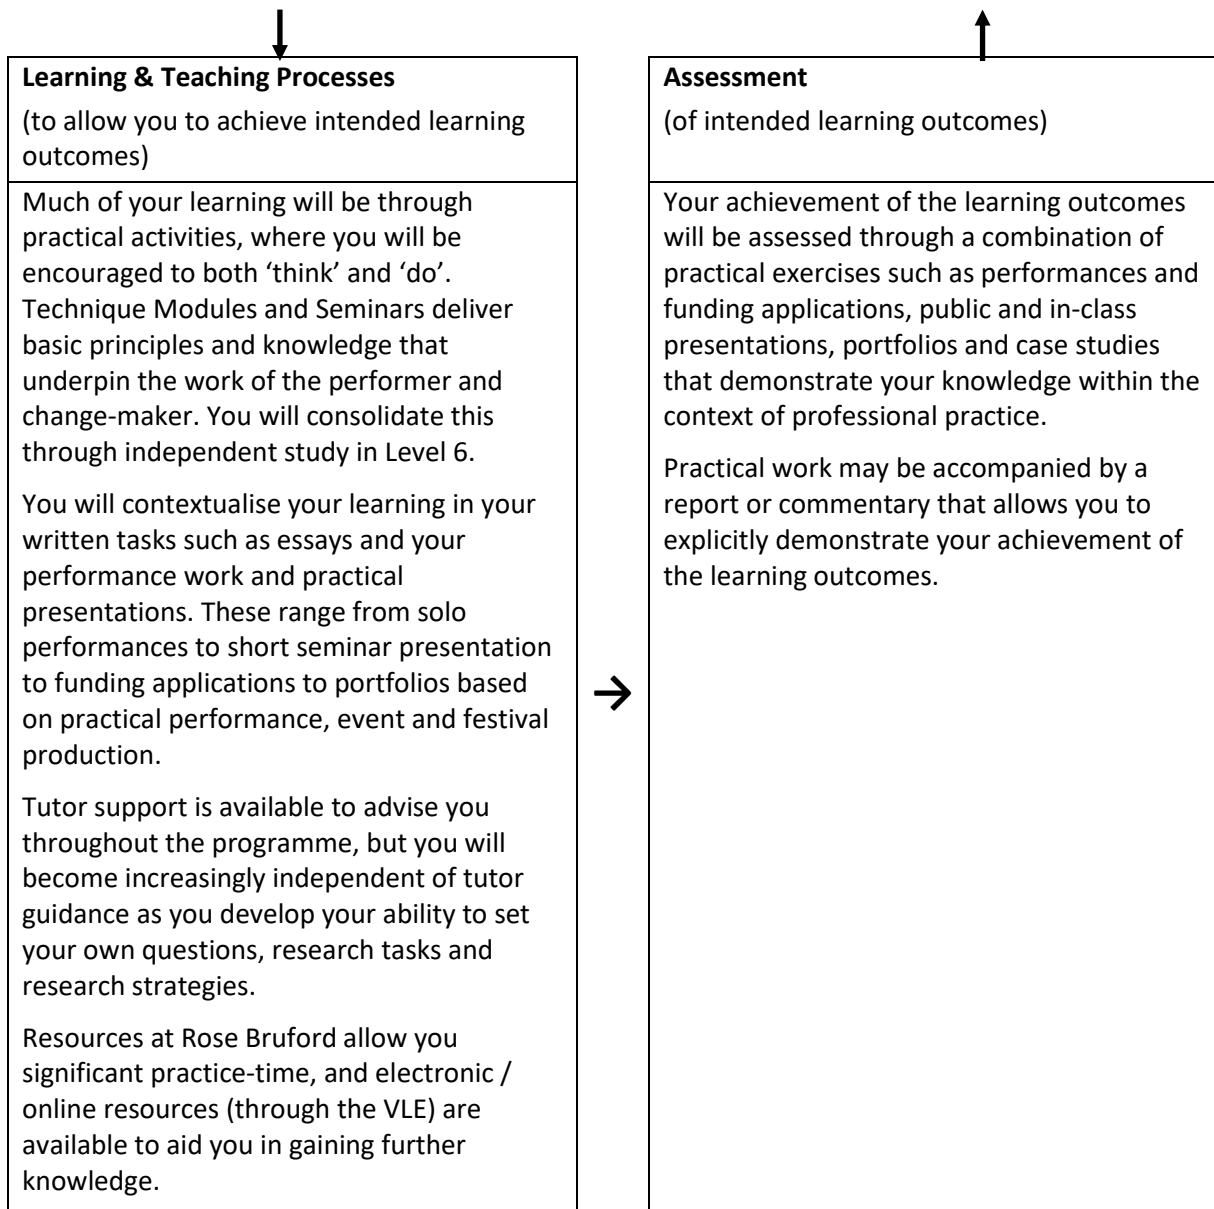 Learning & Teaching Processes
(to allow you to achieve intended learning
outcomes)
Much of your learning will be through
practical activities, where you will be
encouraged to both ‘think’ and ‘do’.
Technique Modules and Seminars deliver
basic principles and knowledge that
underpin the work of the performer and
change-maker. You will consolidate this
through independent study in Level 6.
You will contextualise your learning in your
written tasks such as essays and your
performance work and practical
presentations. These range from solo
performances to short seminar presentation
to funding applications to portfolios based
on practical performance, event and festival
production.
Tutor support is available to advise you
throughout the programme, but you will
become increasingly independent of tutor
guidance as you develop your ability to set
your own questions, research tasks and
research strategies.
Resources at Rose Bruford allow you
significant practice-time, and electronic /
online resources (through the VLE) are
available to aid you in gaining further
knowledge.
Assessment
(of intended learning outcomes)
Your achievement of the learning outcomes
will be assessed through a combination of
practical exercises such as performances and
funding applications, public and in-class
presentations, portfolios and case studies
that demonstrate your knowledge within the
context of professional practice.
Practical work may be accompanied by a
report or commentary that allows you to
explicitly demonstrate your achievement of
the learning outcomes.